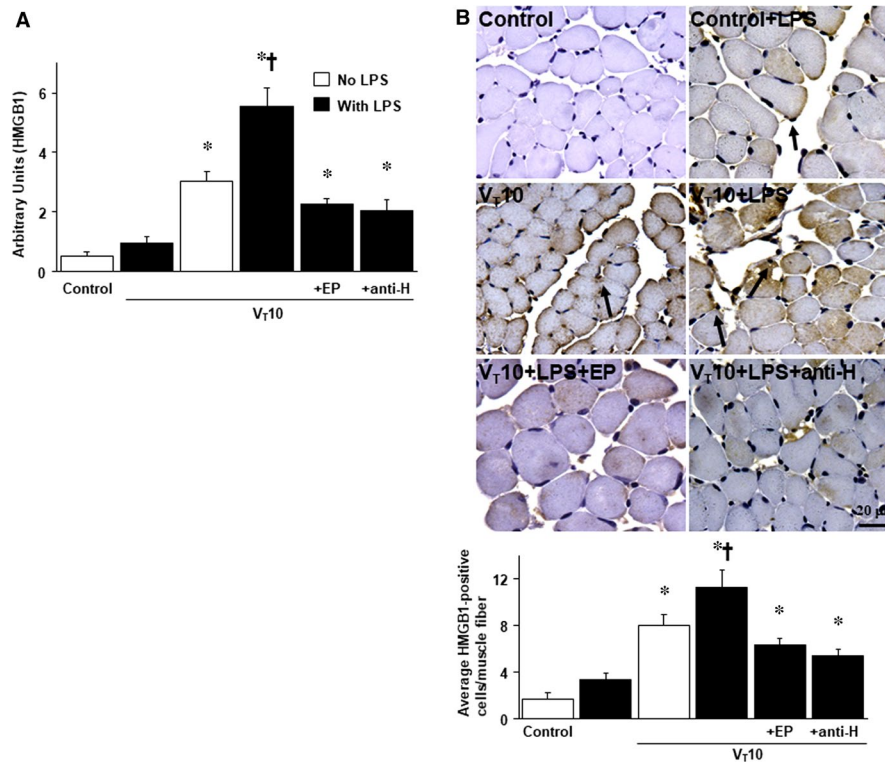 A
Arbitrary Units (HMGB1)
6
4
2
0
*†
*
*
*
No LPS
With LPS
Control
+EP
+anti-H
VT10
B
Control
Control+LPS
VT10
VT10+LPS
VT10+LPS+EP
VT10+LPS+anti-H
Average HMGB1-positive
cells/muscle fiber
12
8
4
0
*
*†
*
*
Control
+EP
+anti-H
VT10